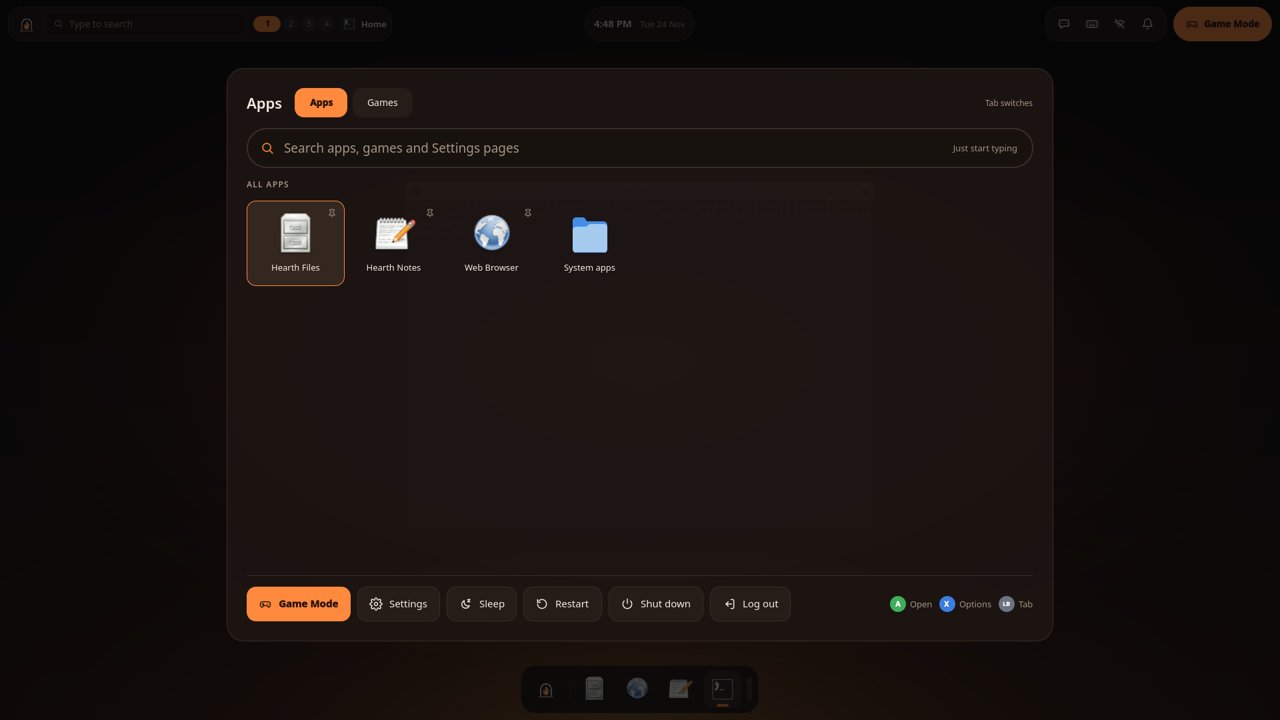 Type to search
1 2 3 4 Home
4:48 PM Tue 24 Nov
Game Mode
Apps Apps Games Tab switches
Search apps, games and Settings pages Just start typing
ALL APPS
Hearth Files Hearth Notes Web Browser System apps
Game Mode Settings Sleep Restart Shut down Log out A Open X Options LB Tab